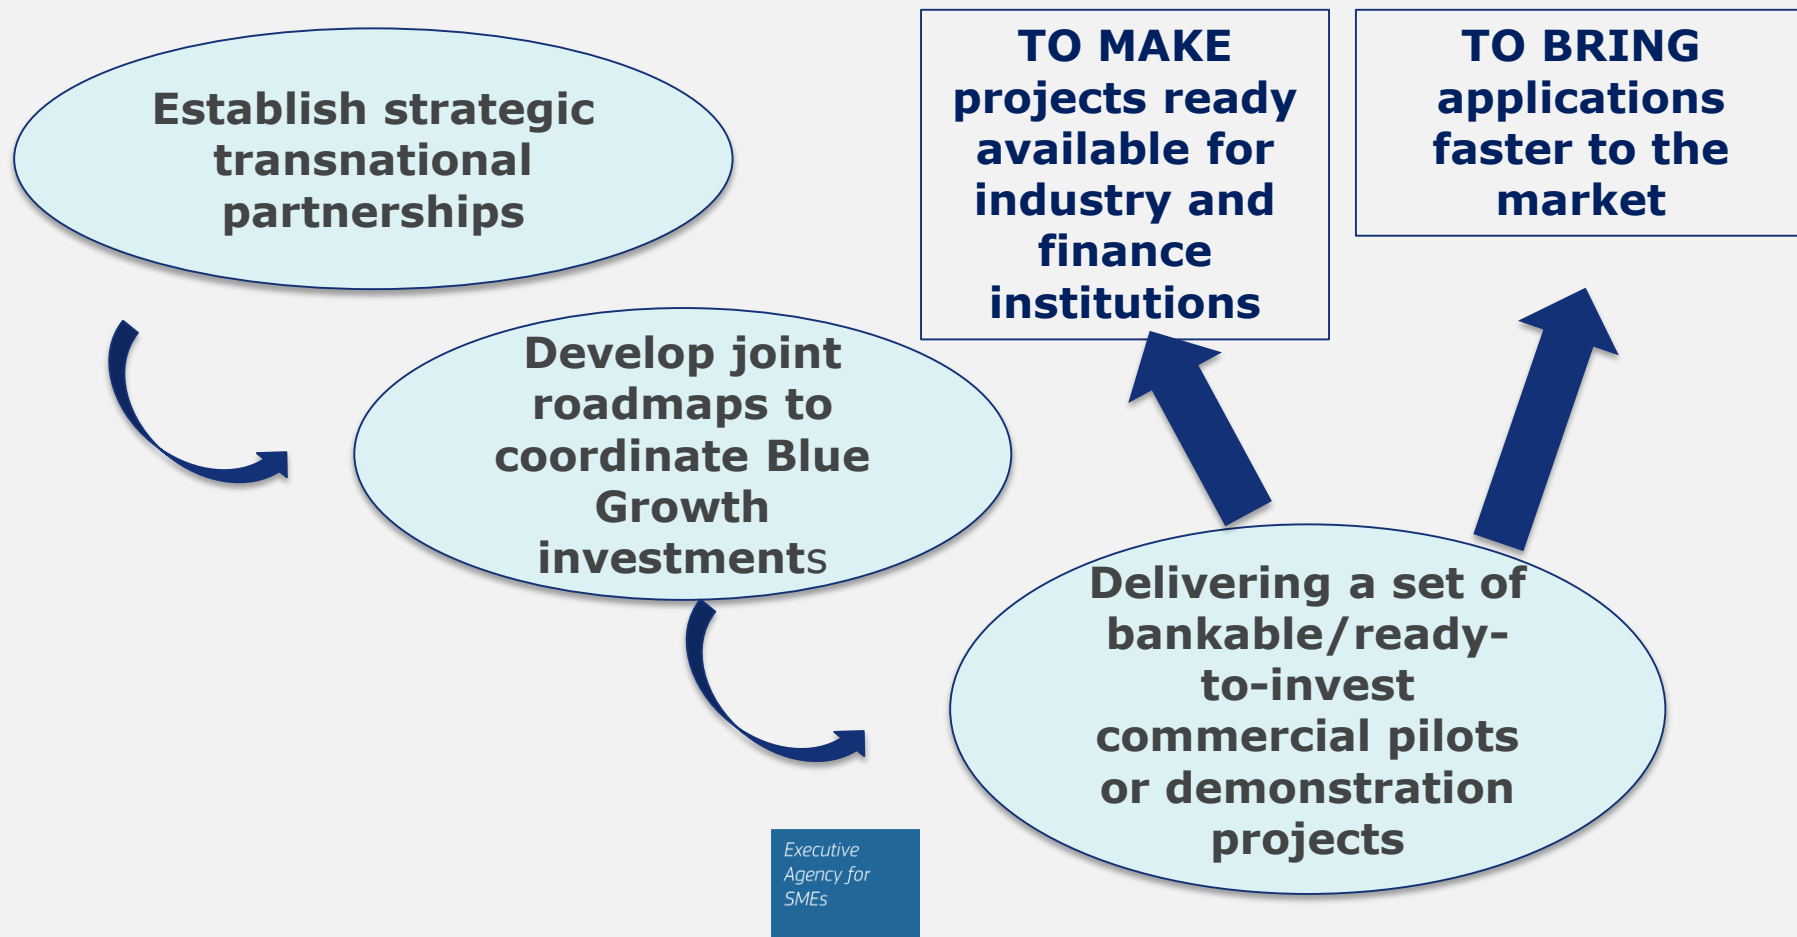 Establish strategic
transnational
partnerships
Develop joint
roadmaps to
coordinate Blue
Growth
investments
Delivering a set of
bankable/ready-
to-invest
commercial pilots
or demonstration
projects
TO MAKE
projects ready
available for
industry and
finance
institutions
TO BRING
applications
faster to the
market
Executive
Agency for
SMEs